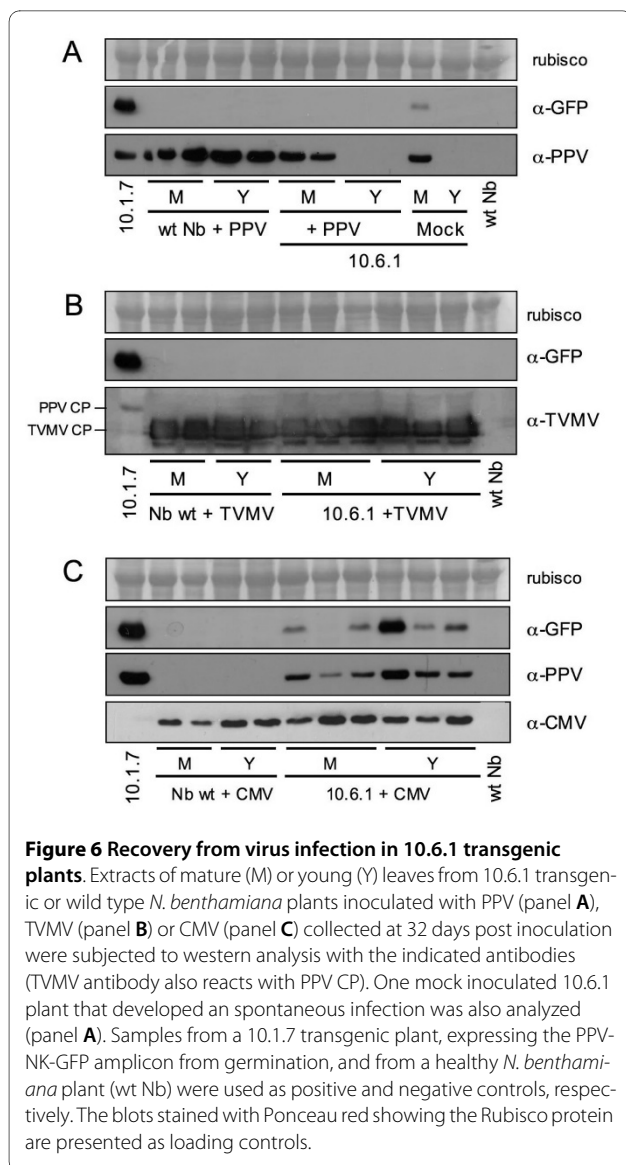 A
rubisco
α-GFP
α-PPV
10.1.7
M Y M Y M Y
wt Nb + PPV + PPV Mock
10.6.1
wt Nb
B
rubisco
α-GFP
PPV CP
TVMV CP
α-TVMV
10.1.7
M Y M Y
Nb wt + TVMV 10.6.1 +TVMV
wt Nb
C
rubisco
α-GFP
α-PPV
α-CMV
10.1.7
M Y M Y
Nb wt + CMV 10.6.1 + CMV
wt Nb
Figure 6 Recovery from virus infection in 10.6.1 transgenic
plants. Extracts of mature (M) or young (Y) leaves from 10.6.1 transgen-
ic or wild type N. benthamiana plants inoculated with PPV (panel A),
TVMV (panel B) or CMV (panel C) collected at 32 days post inoculation
were subjected to western analysis with the indicated antibodies
(TVMV antibody also reacts with PPV CP). One mock inoculated 10.6.1
plant that developed an spontaneous infection was also analyzed
(panel A). Samples from a 10.1.7 transgenic plant, expressing the PPV-
NK-GFP amplicon from germination, and from a healthy N. benthami-
ana plant (wt Nb) were used as positive and negative controls, respec-
tively. The blots stained with Ponceau red showing the Rubisco protein
are presented as loading controls.